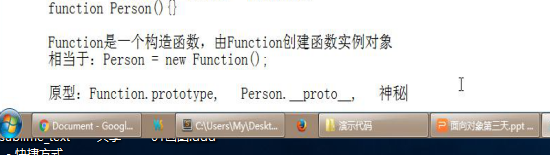 function Person(){}
Function是一个构造函数，由Function创建函数实例对象
相当于：Person = new Function();
原型：Function.prototype,   Person.__proto__,   神秘
Document - Googl...   C:\Users\My\Deskt...   演示代码   面向对象第三天.ppt ...
- 快捷方式